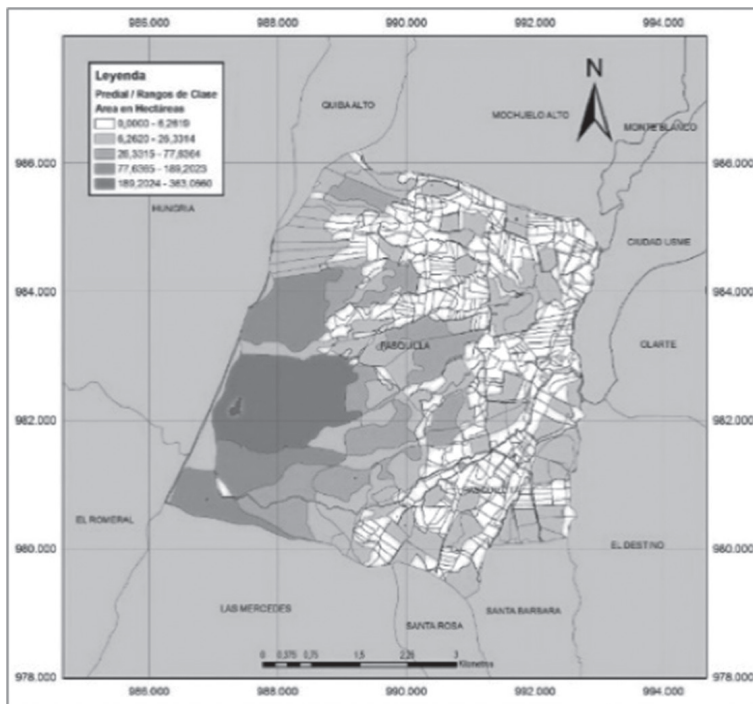 986.000 988.000 990.000 992.000 994.000
Leyenda
Predial / Rangos de Clase
Area en Hectáreas
0,0000 - 6,2619
6,2620 - 26,3314
26,3315 - 77,6364
77,6365 - 189,2023
189,2024 - 383,0560
N
QUIBA ALTO
MOCHUELO ALTO
MONTE BLANCO
986.000 986.000
HUNGRIA
CIUDAD USME
984.000 984.000
PASQUILLA
OLARTE
982.000 982.000
EL ROMERAL
980.000 980.000
EL DESTINO
LAS MERCEDES
SANTA BARBARA
SANTA ROSA
0 0,375 0,75 1,5 2,25 3
Kilometros
978.000 978.000
986.000 988.000 990.000 992.000 994.000